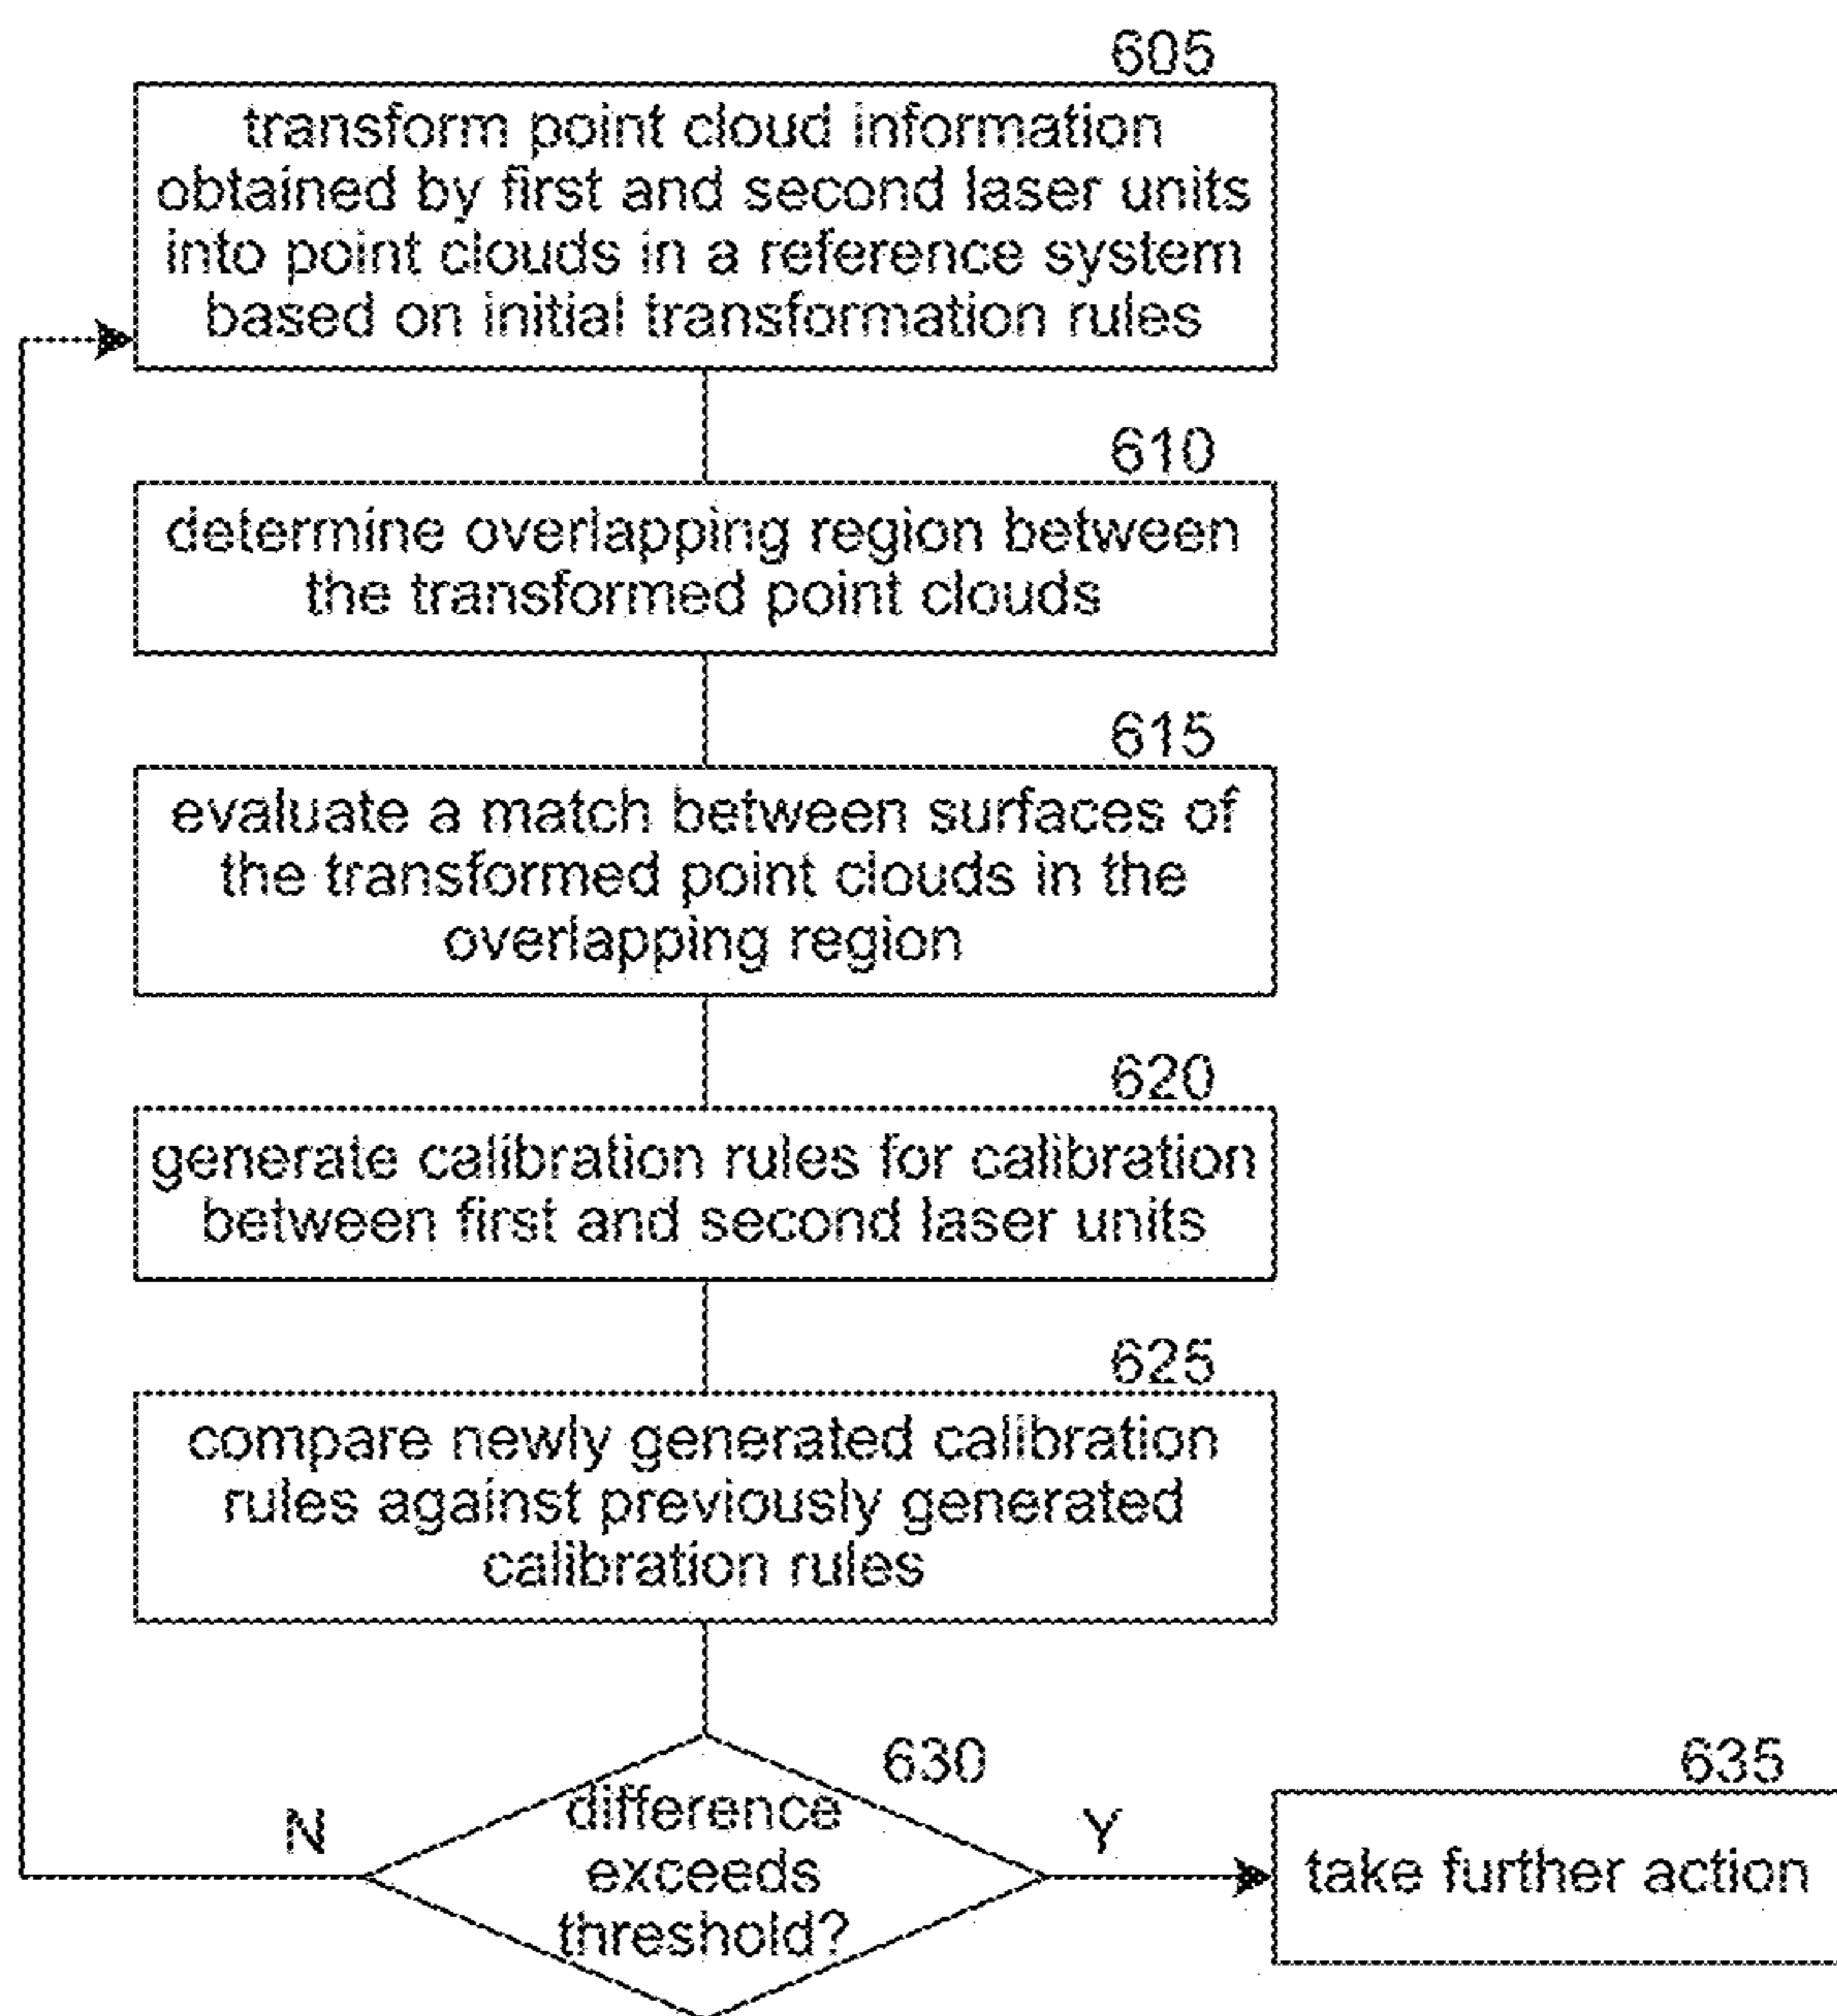 605
transform point cloud information
obtained by first and second laser units
into point clouds in a reference system
based on initial transformation rules
610
determine overlapping region between
the transformed point clouds
615
evaluate a match between surfaces of
the transformed point clouds in the
overlapping region
620
generate calibration rules for calibration
between first and second laser units
625
compare newly generated calibration
rules against previously generated
calibration rules
630
difference
exceeds
threshold?
N
Y
635
take further action